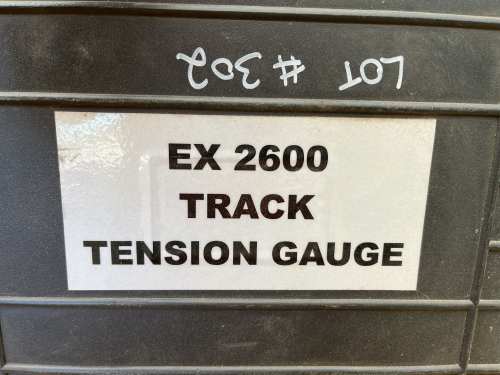 LOT #302
EX 2600
TRACK
TENSION GAUGE